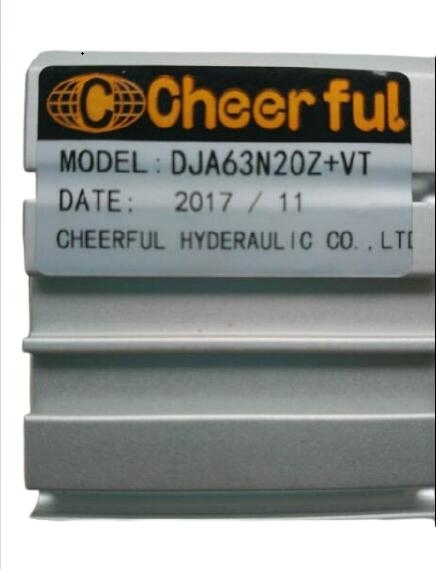 C Cheerful
MODEL: DJA63N20Z+VT
DATE: 2017 / 11
CHEERFUL HYDERAULIC CO.,LTD